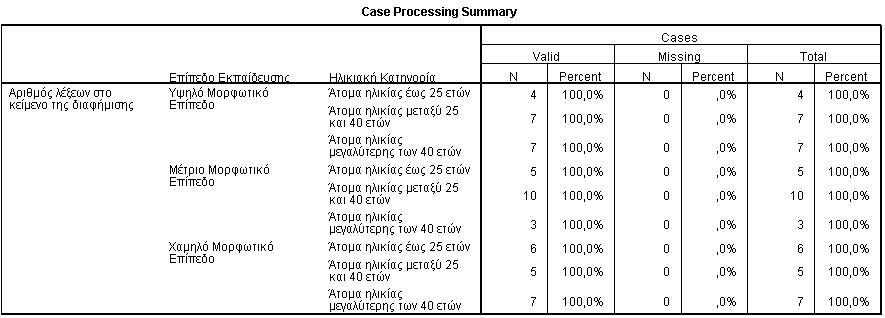 Case Processing Summary
Cases
Valid Missing Total
Επίπεδο Εκπαίδευσης Ηλικιακή Κατηγορία N Percent N Percent N Percent
Αριθμός λέξεων στο κείμενο της διαφήμισης Υψηλό Μορφωτικό Επίπεδο Άτομα ηλικίας έως 25 ετών 4 100,0% 0 ,0% 4 100,0%
Άτομα ηλικίας μεταξύ 25 και 40 ετών 7 100,0% 0 ,0% 7 100,0%
Άτομα ηλικίας μεγαλύτερης των 40 ετών 7 100,0% 0 ,0% 7 100,0%
Μέτριο Μορφωτικό Επίπεδο Άτομα ηλικίας έως 25 ετών 5 100,0% 0 ,0% 5 100,0%
Άτομα ηλικίας μεταξύ 25 και 40 ετών 10 100,0% 0 ,0% 10 100,0%
Άτομα ηλικίας μεγαλύτερης των 40 ετών 3 100,0% 0 ,0% 3 100,0%
Χαμηλό Μορφωτικό Επίπεδο Άτομα ηλικίας έως 25 ετών 6 100,0% 0 ,0% 6 100,0%
Άτομα ηλικίας μεταξύ 25 και 40 ετών 5 100,0% 0 ,0% 5 100,0%
Άτομα ηλικίας μεγαλύτερης των 40 ετών 7 100,0% 0 ,0% 7 100,0%